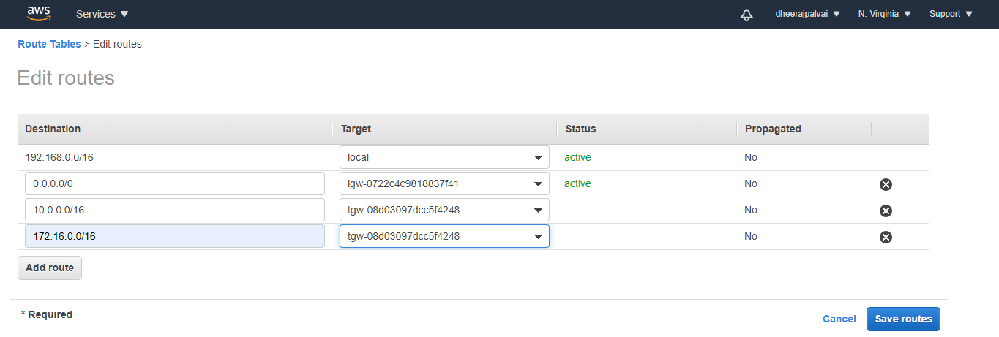 aws Services dheerajpalvai N. Virginia Support
Route Tables > Edit routes
Edit routes
Destination Target Status Propagated
192.168.0.0/16 local active No
0.0.0.0/0 igw-0722c4c9818837f41 active No
10.0.0.0/16 tgw-08d03097dcc5f4248 No
172.16.0.0/16 tgw-08d03097dcc5f4248 No
Add route
* Required
Cancel Save routes